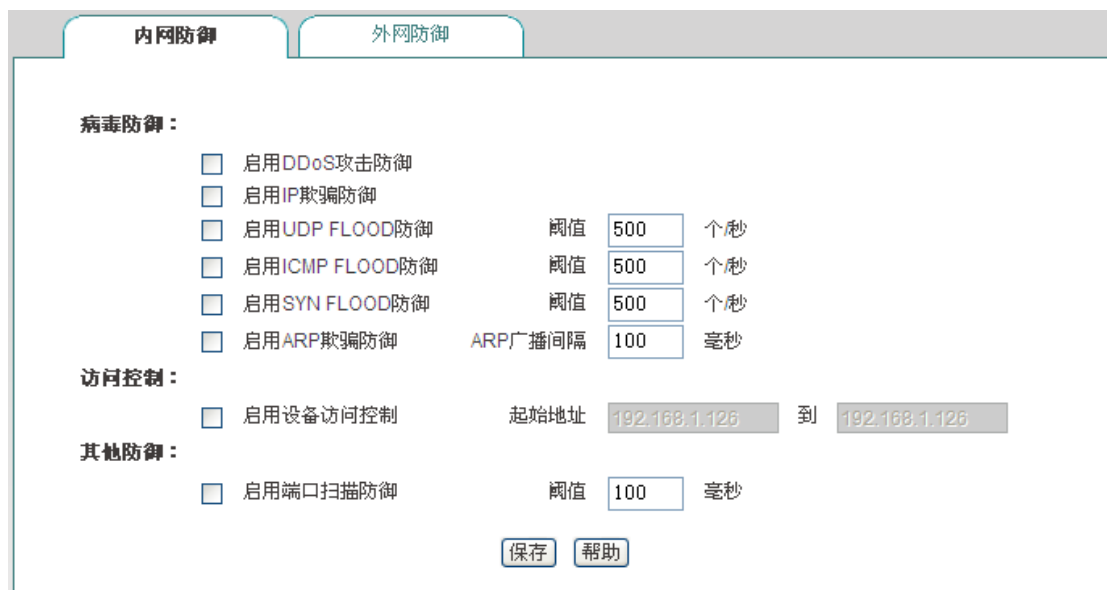 内网防御 外网防御
病毒防御：
启用DDoS攻击防御
启用IP欺骗防御
启用UDP FLOOD防御 阈值 500 个/秒
启用ICMP FLOOD防御 阈值 500 个/秒
启用SYN FLOOD防御 阈值 500 个/秒
启用ARP欺骗防御 ARP广播间隔 100 毫秒
访问控制：
启用设备访问控制 起始地址 192.168.1.126 到 192.168.1.126
其他防御：
启用端口扫描防御 阈值 100 毫秒
保存 帮助